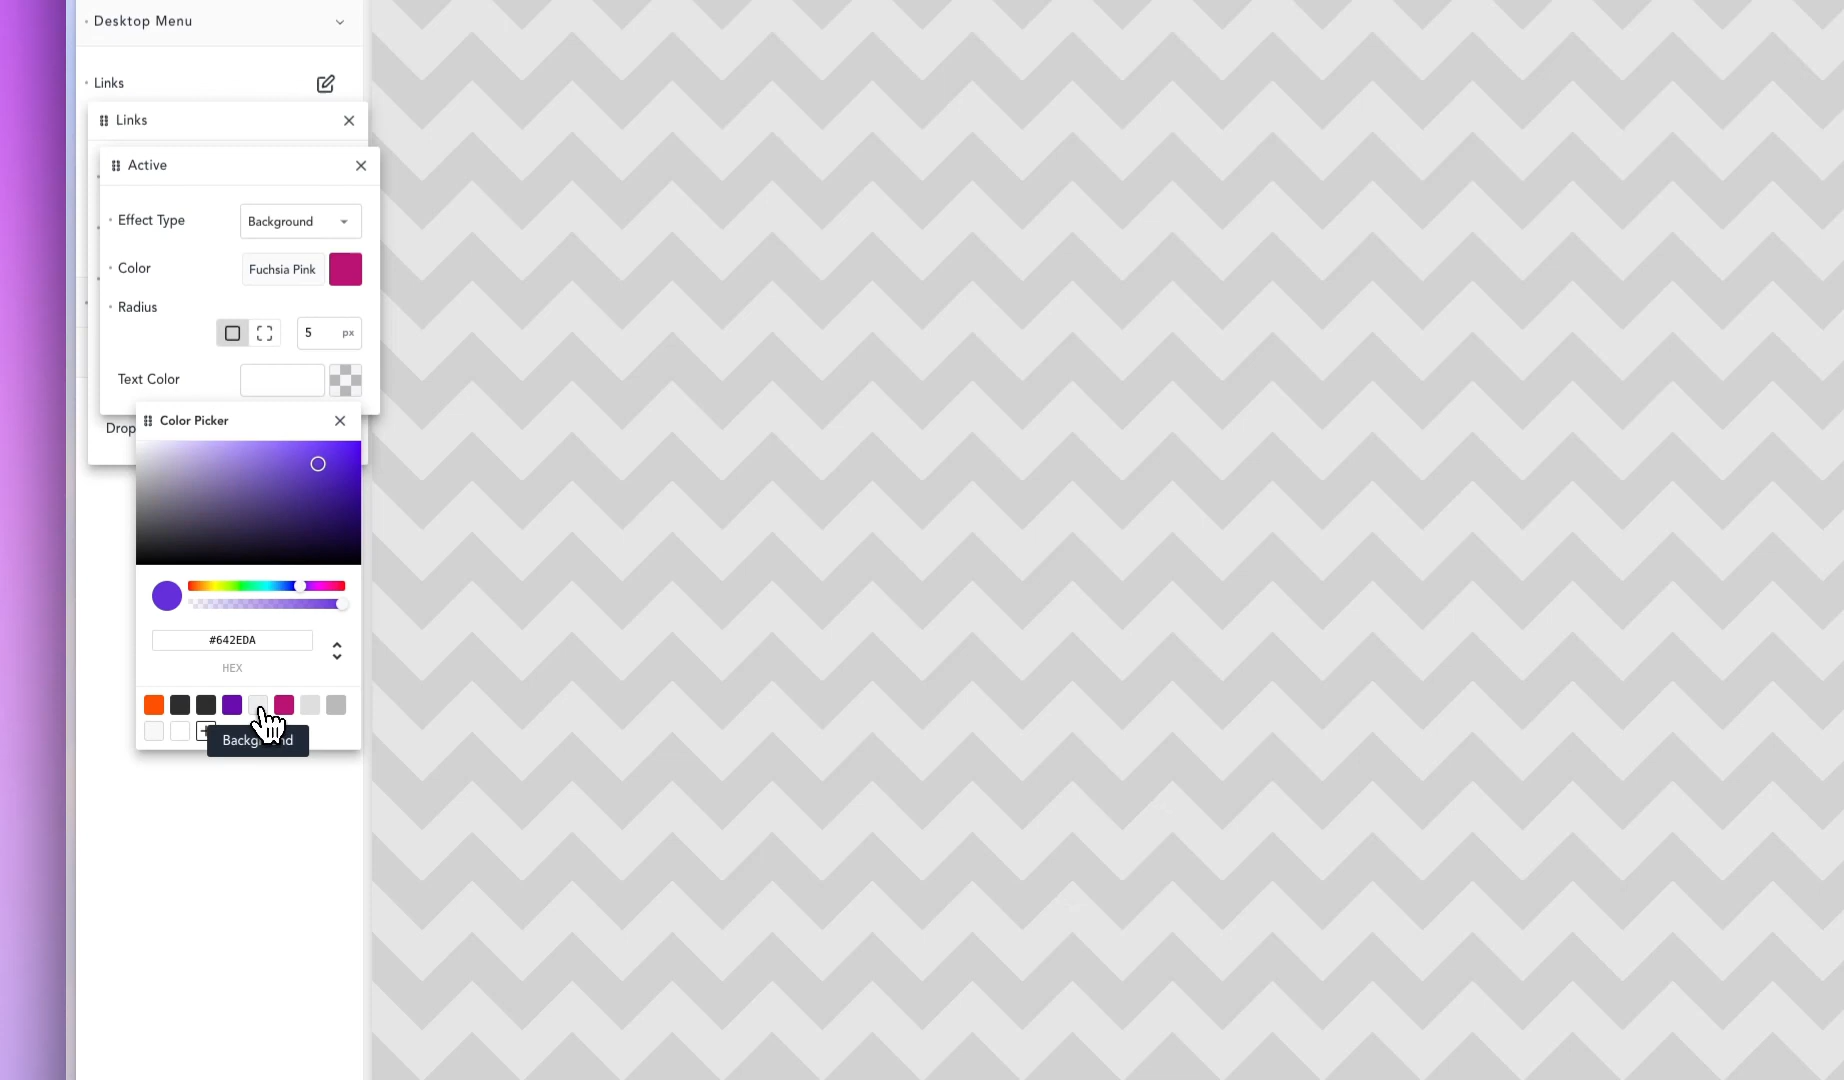 Desktop Menu
Links
Links
Active
Effect Type
Background
Color
Fuchsia Pink
Radius
5
px
Text Color
Drop
Color Picker
#642EDA
HEX